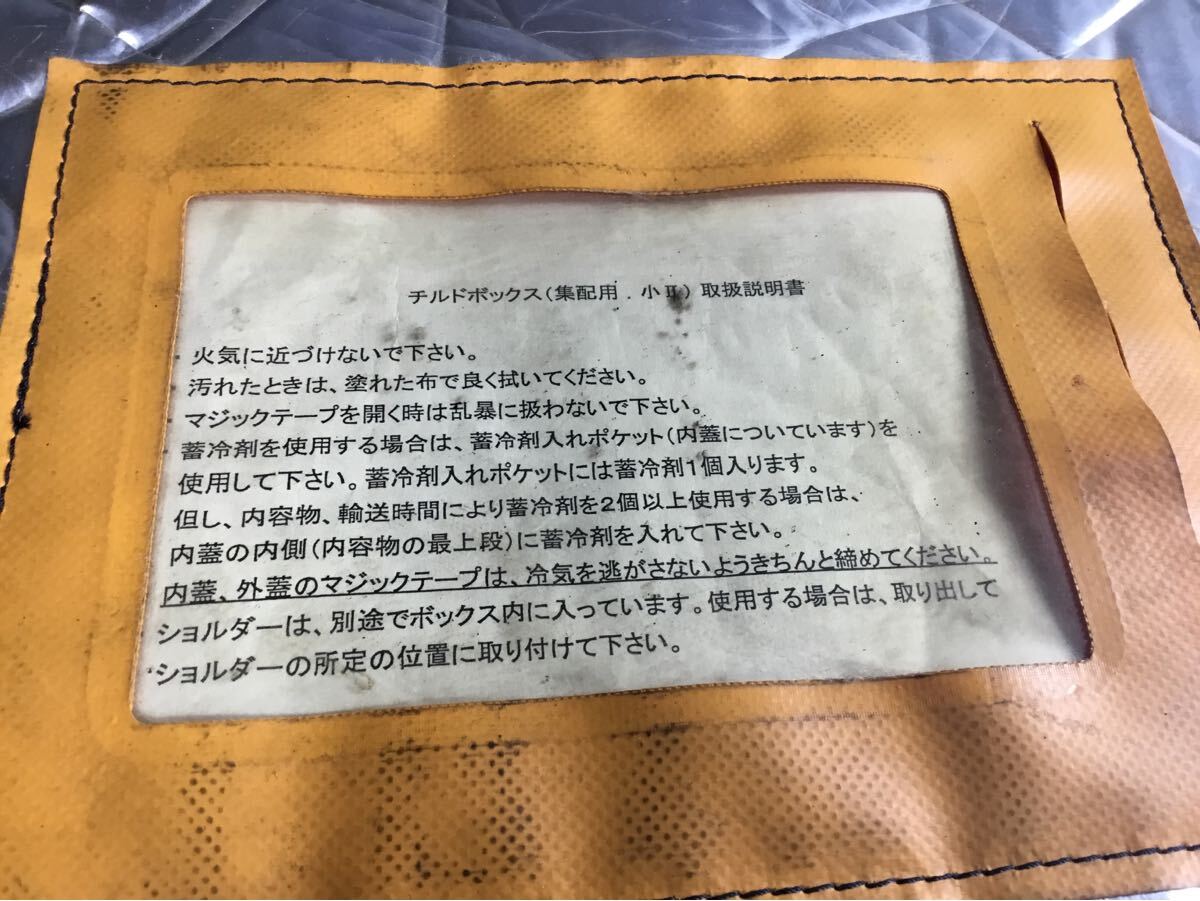 チルドボックス(集配用．小Ⅱ)取扱説明書
・火気に近づけないで下さい。
汚れたときは、塗れた布で良く拭いてください。
マジックテープを開く時は乱暴に扱わないで下さい。
蓄冷剤を使用する場合は、蓄冷剤入れポケット(内蓋についています)を
使用して下さい。蓄冷剤入れポケットには蓄冷剤1個入ります。
但し、内容物、輸送時間により蓄冷剤を2個以上使用する場合は、
内蓋の内側(内容物の最上段)に蓄冷剤を入れて下さい。
内蓋、外蓋のマジックテープは、冷気を逃がさないようきちんと締めてください。
ショルダーは、別途でボックス内に入っています。使用する場合は、取り出して
・ショルダーの所定の位置に取り付けて下さい。